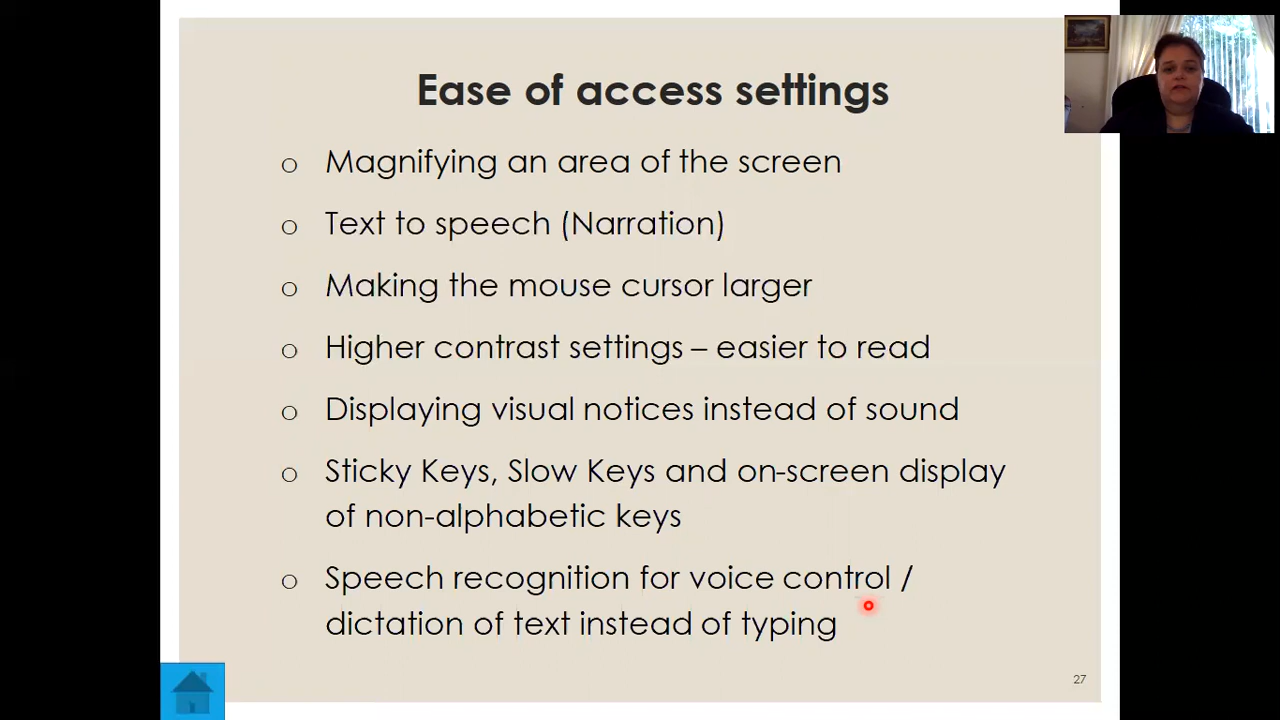 Ease of access settings
o Magnifying an area of the screen
o Text to speech (Narration)
o Making the mouse cursor larger
o Higher contrast settings – easier to read
o Displaying visual notices instead of sound
o Sticky Keys, Slow Keys and on-screen display
of non-alphabetic keys
o Speech recognition for voice control /
dictation of text instead of typing
27